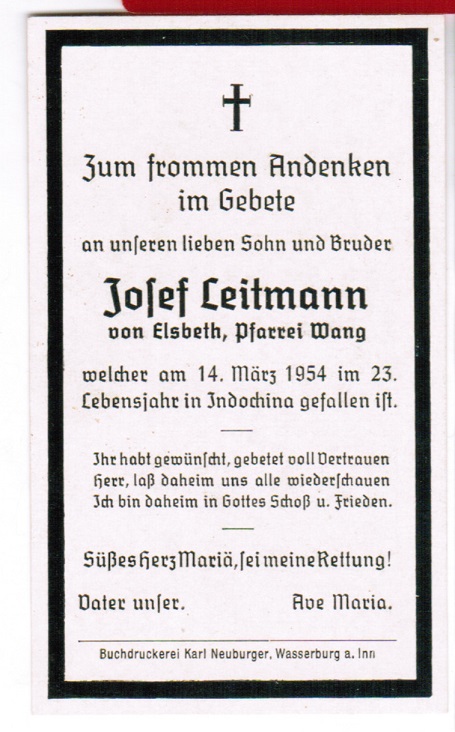 Zum frommen Andenken
im Gebete
an unſeren lieben Sohn und Bruder
Joſef Leitmann
von Elsbeth, Pfarrei Wang
welcher am 14. März 1954 im 23.
Lebensjahr in Indochina gefallen iſt.
Ihr habt gewünſcht, gebetet voll Vertrauen
Herr, laß daheim uns alle wiederſchauen
Ich bin daheim in Gottes Schoß u. Frieden.
Süßes Herz Mariä, ſei meine Rettung!
Vater unſer. Ave Maria.
Buchdruckerei Karl Neuburger, Wasserburg a. Inn